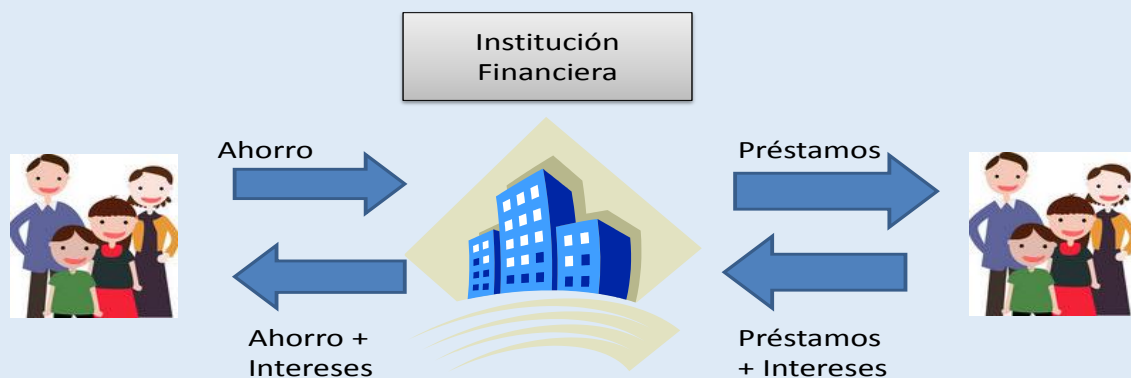 Institución
Financiera
Ahorro
Préstamos
Ahorro +
Intereses
Préstamos
+ Intereses